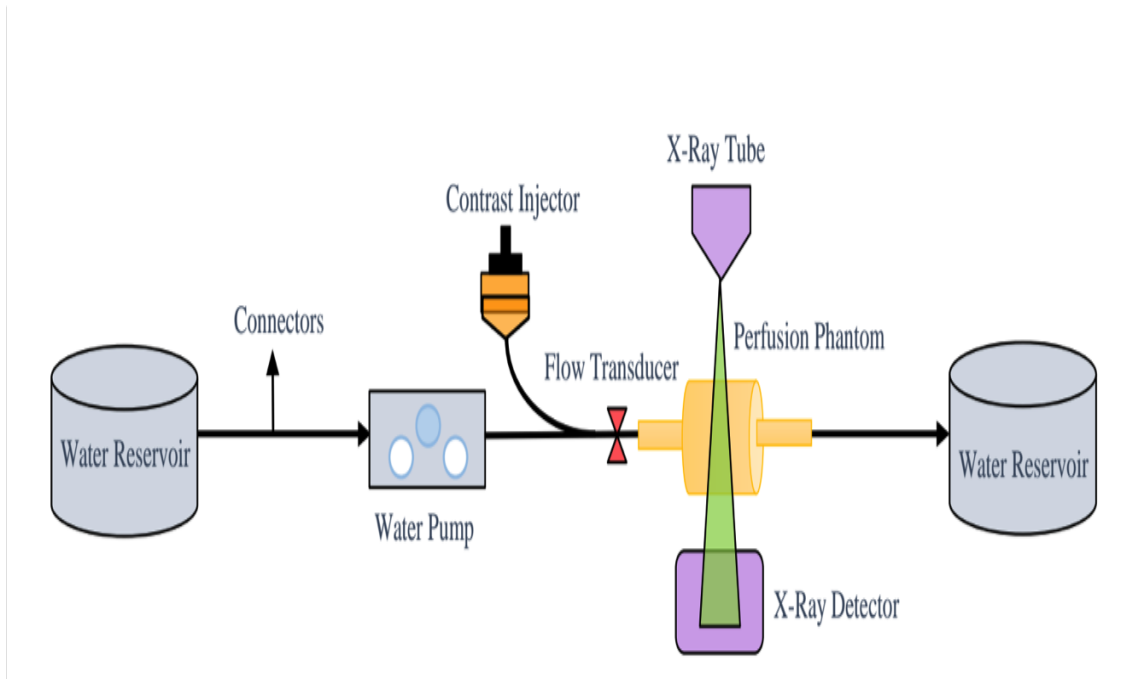 X-Ray Tube
Contrast Injector
Connectors
Perfusion Phantom
Flow Transducer
Water Reservoir
Water Reservoir
Water Pump
X-Ray Detector